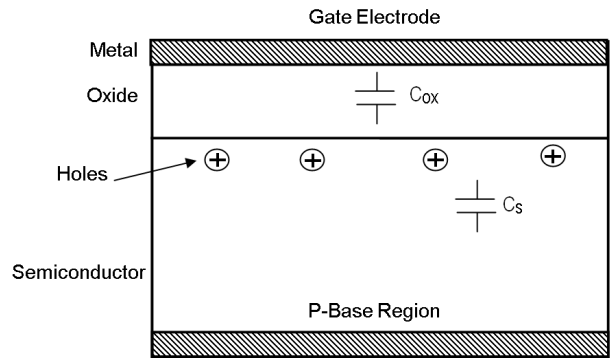 Gate Electrode
Metal
Oxide
Cox
Holes
Cs
Semiconductor
P-Base Region